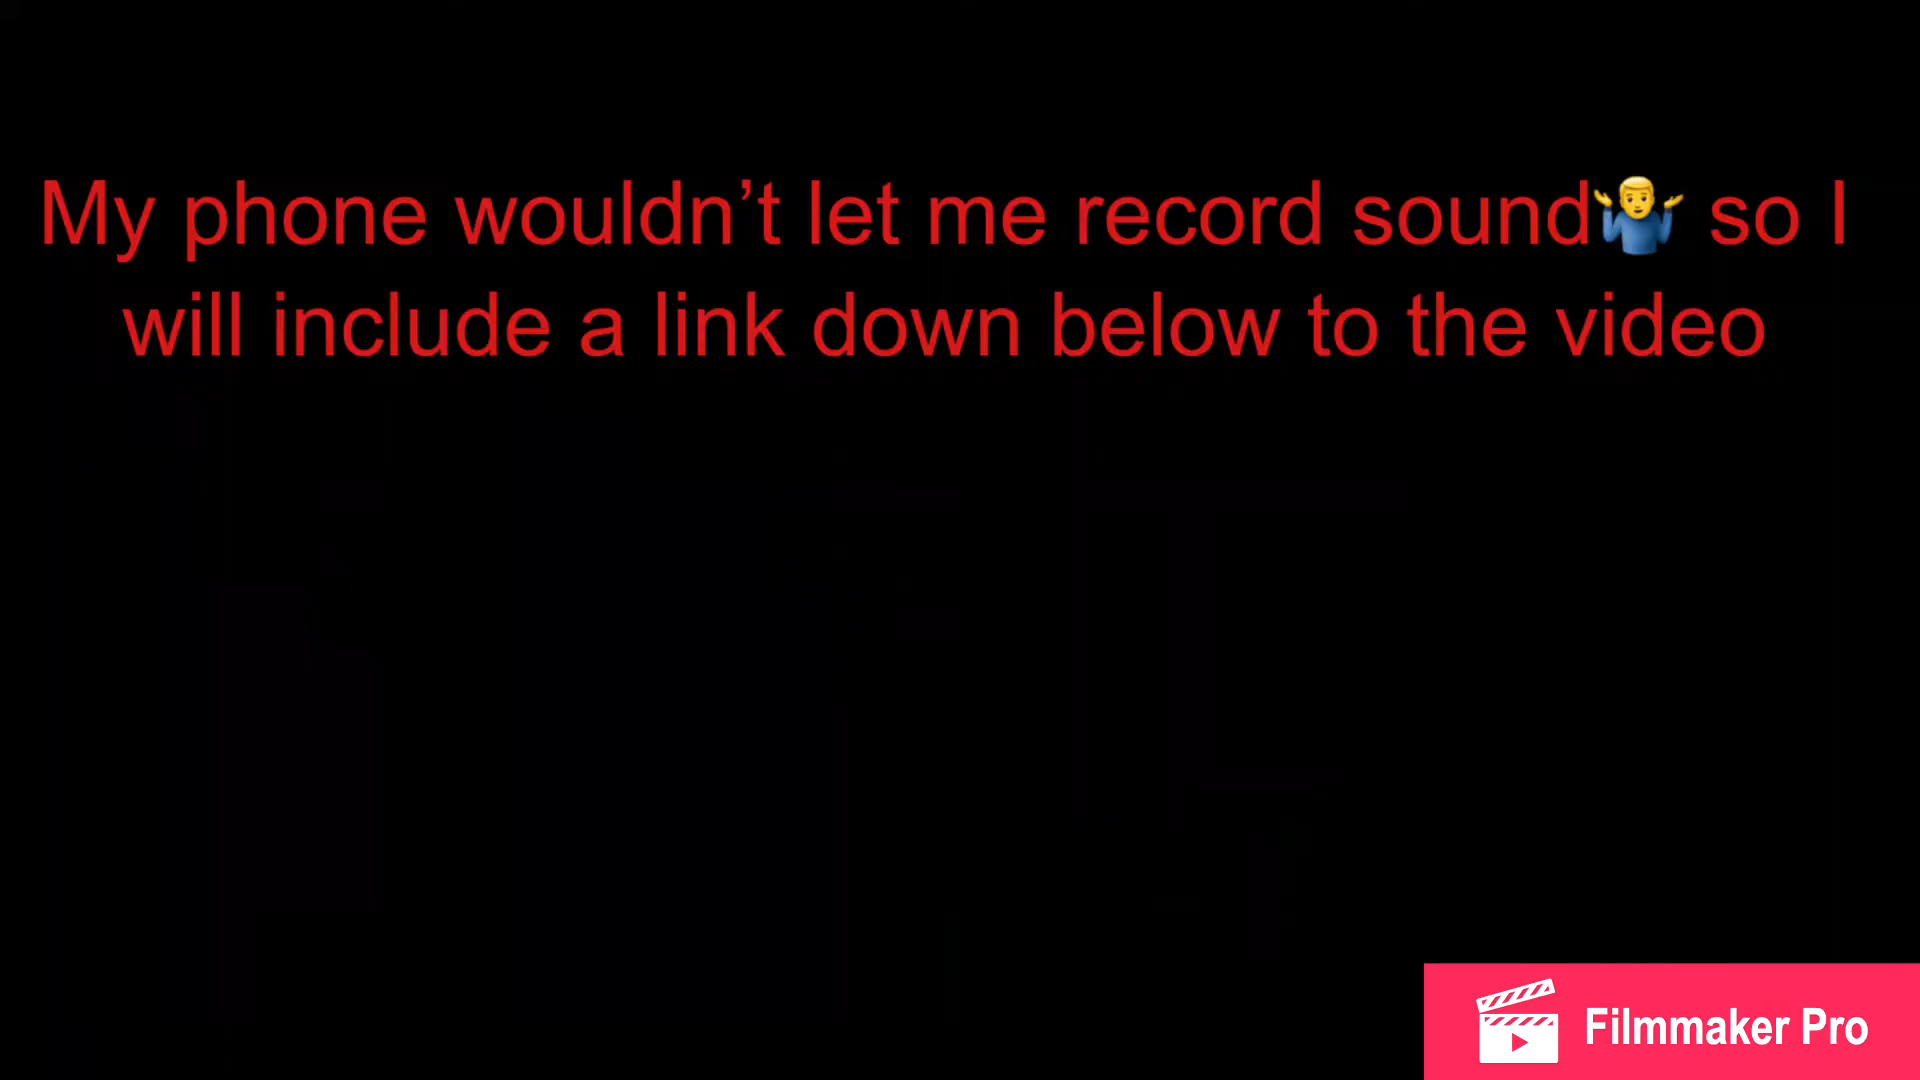 My phone wouldn’t let me record sound🤷‍♂️ so I
will include a link down below to the video
Filmmaker Pro